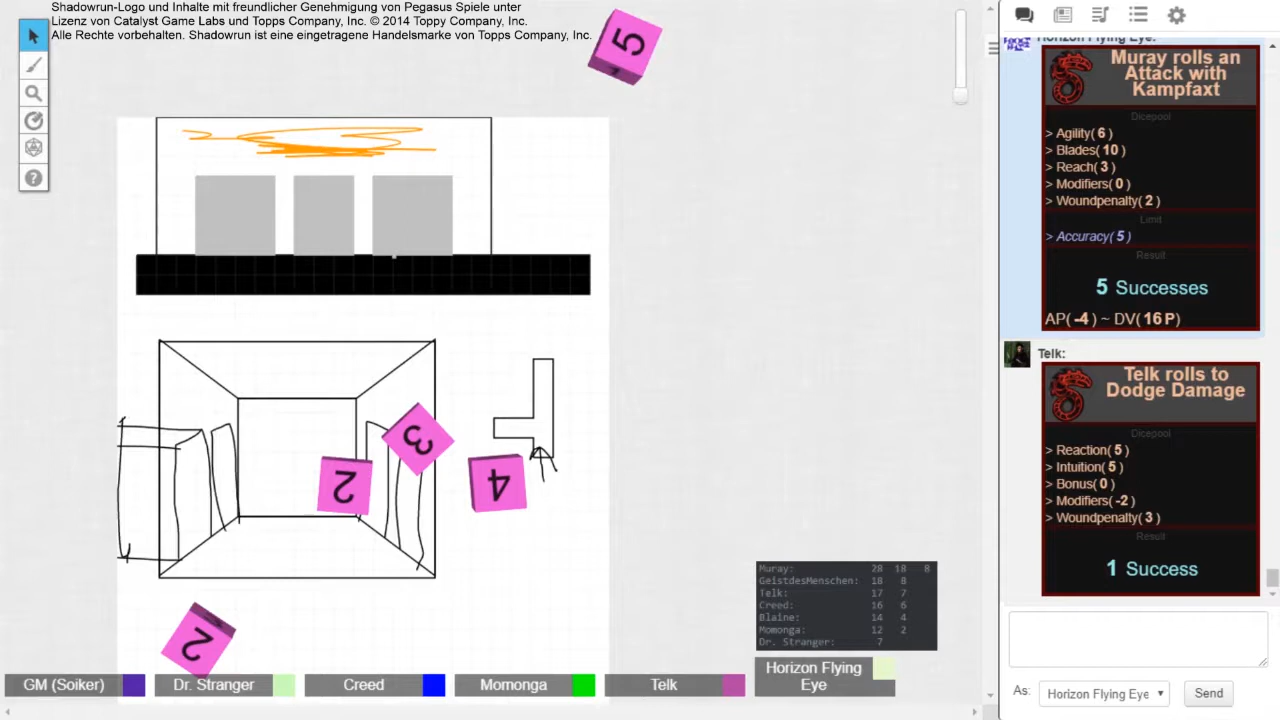 Shadowrun-Logo und Inhalte mit freundlicher Genehmigung von Pegasus Spiele unter
Lizenz von Catalyst Game Labs und Topps Company, Inc. © 2014 Topps Company, Inc.
Alle Rechte vorbehalten. Shadowrun ist eine eingetragene Handelsmarke von Topps Company, Inc.
5
3
2
4
2
Muray: 28 18 8
GeistdesMenschen: 18 8
Telk: 17 7
Creed: 16 6
Blaine: 14 4
Momonga: 12 2
Dr. Stranger: 7
GM (Soiker)
Dr. Stranger
Creed
Momonga
Telk
Horizon Flying
Eye
Horizon Flying Eye:
Muray rolls an
Attack with
Kampfaxt
Dicepool
> Agility( 6 )
> Blades( 10 )
> Reach( 3 )
> Modifiers( 0 )
> Woundpenalty( 2 )
Limit
> Accuracy( 5 )
Result
5 Successes
AP( -4 ) ~ DV( 16 P)
Telk:
Telk rolls to
Dodge Damage
Dicepool
> Reaction( 5 )
> Intuition( 5 )
> Bonus( 0 )
> Modifiers( -2 )
> Woundpenalty( 3 )
Result
1 Success
As:
Horizon Flying Eye
Send